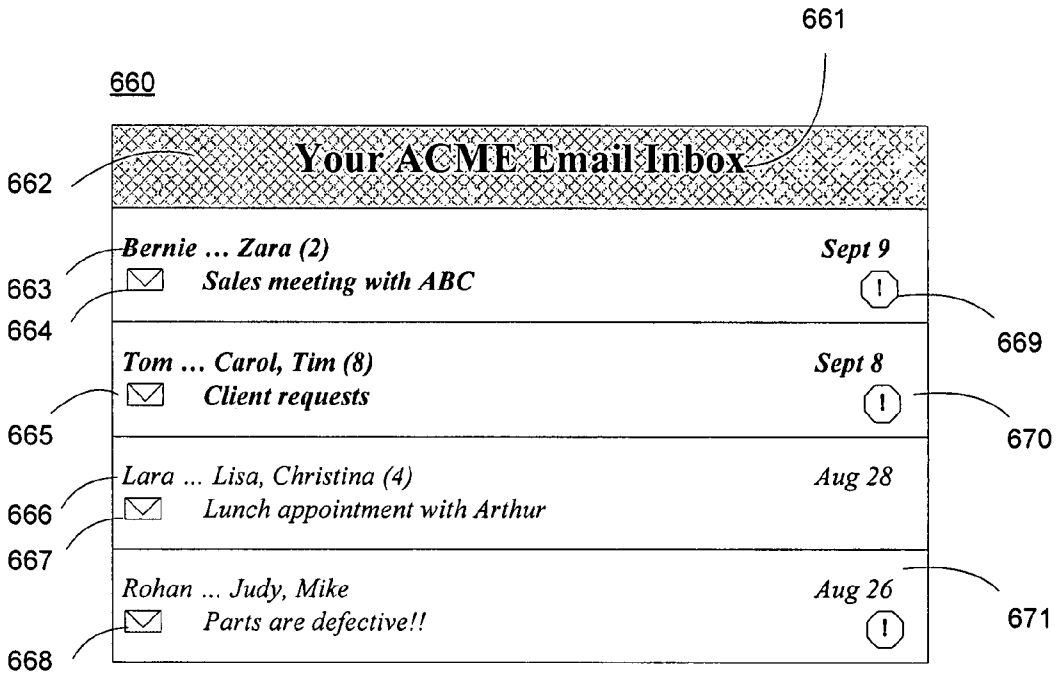 661
660
Your ACME Email Inbox
662
Bernie ... Zara (2) Sept 9
663
Sales meeting with ABC !
664
669
Tom ... Carol, Tim (8) Sept 8
Client requests !
665
670
Lara ... Lisa, Christina (4) Aug 28
666
Lunch appointment with Arthur
667
Rohan ... Judy, Mike Aug 26
671
Parts are defective!! !
668